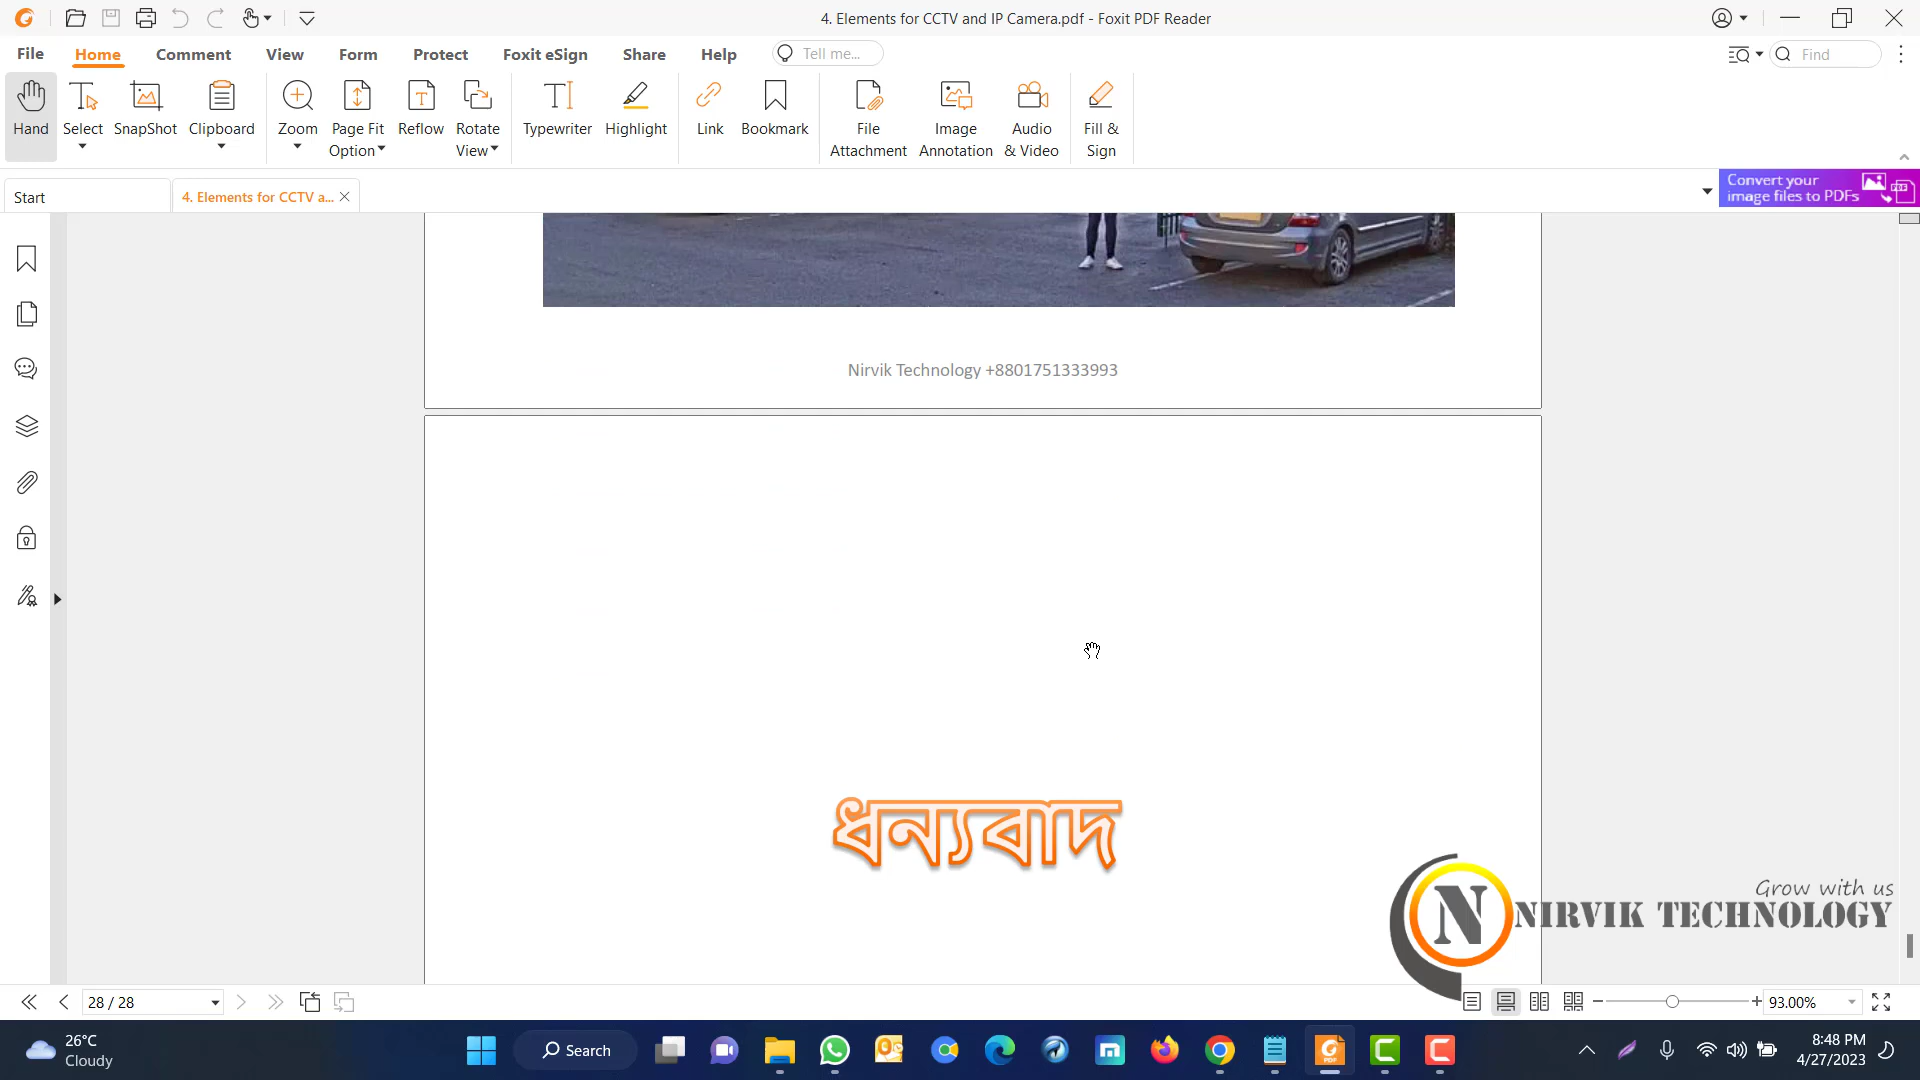 4. Elements for CCTV and IP Camera.pdf - Foxit PDF Reader
File Home Comment View Form Protect Foxit eSign Share Help Tell me... Find
Hand Select SnapShot Clipboard Zoom Page Fit Option Reflow Rotate View Typewriter Highlight Link Bookmark File Attachment Image Annotation Audio & Video Fill & Sign
Start 4. Elements for CCTV a...
Convert your
image files to PDFs
Nirvik Technology +8801751333993
ধন্যবাদ
Grow with us
N NIRVIK TECHNOLOGY
28 / 28 93.00%
26°C
Cloudy
Search
8:48 PM
4/27/2023